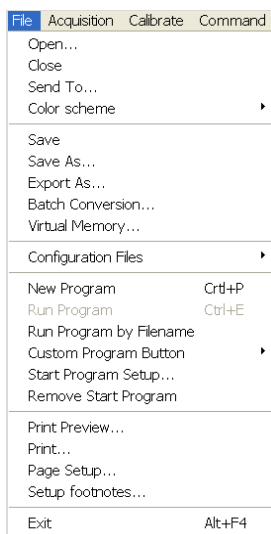 File Acquisition Calibrate Command
Open...
Close
Send To...
Color scheme
Save
Save As...
Export As...
Batch Conversion...
Virtual Memory...
Configuration Files
New Program Crtl+P
Run Program Ctrl+E
Run Program by Filename
Custom Program Button
Start Program Setup...
Remove Start Program
Print Preview...
Print...
Page Setup...
Setup footnotes...
Exit Alt+F4